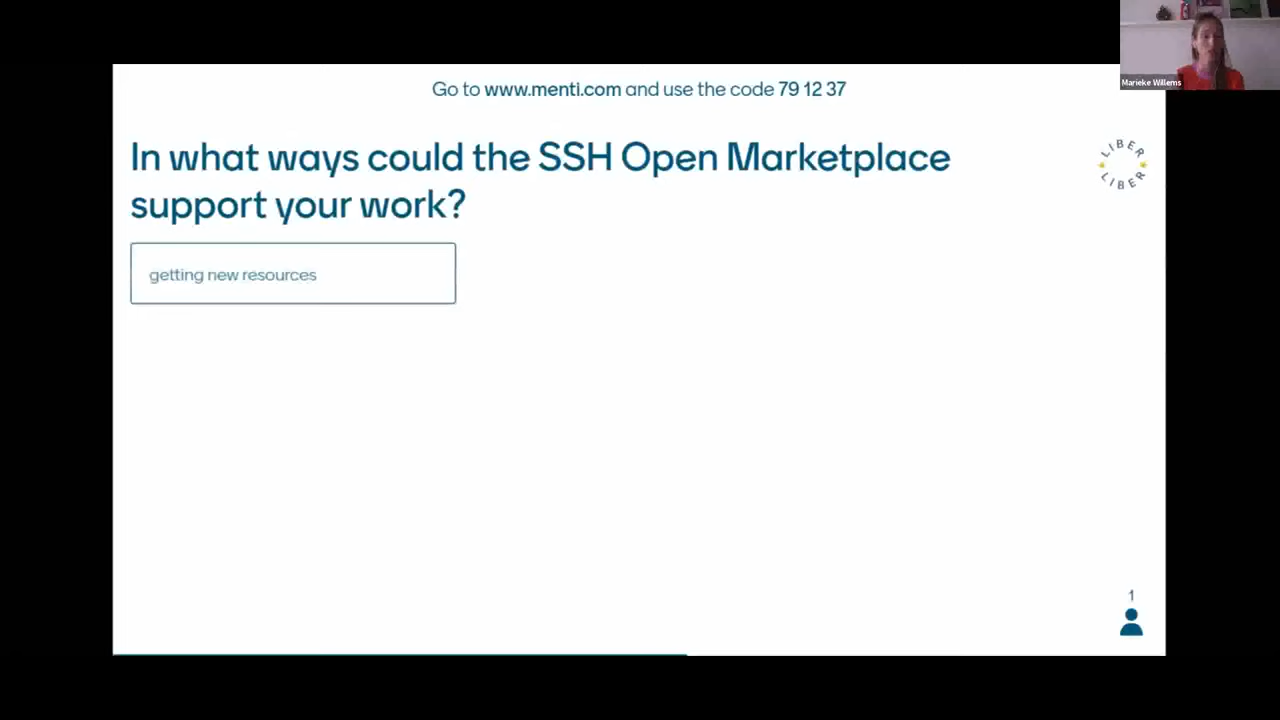 Marieke Willems
Go to www.menti.com and use the code 79 12 37
In what ways could the SSH Open Marketplace
support your work?
LIBER
LIBER
getting new resources
1